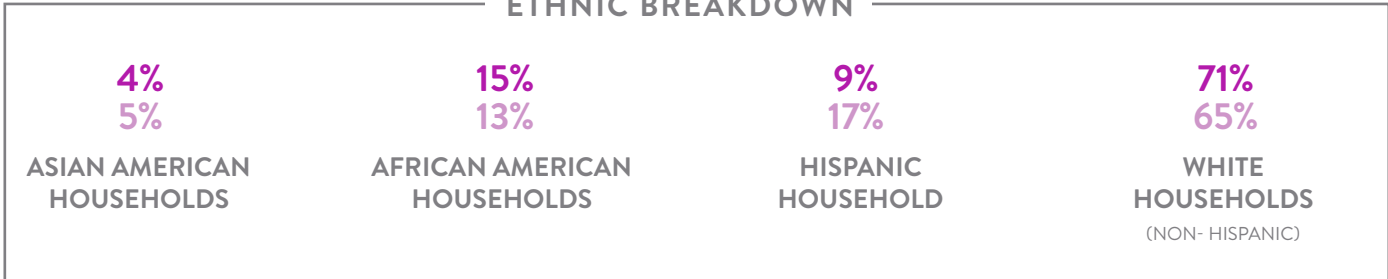 ETHNIC BREAKDOWN
4%
5%
ASIAN AMERICAN
HOUSEHOLDS
15%
13%
AFRICAN AMERICAN
HOUSEHOLDS
9%
17%
HISPANIC
HOUSEHOLD
71%
65%
WHITE
HOUSEHOLDS
(NON- HISPANIC)